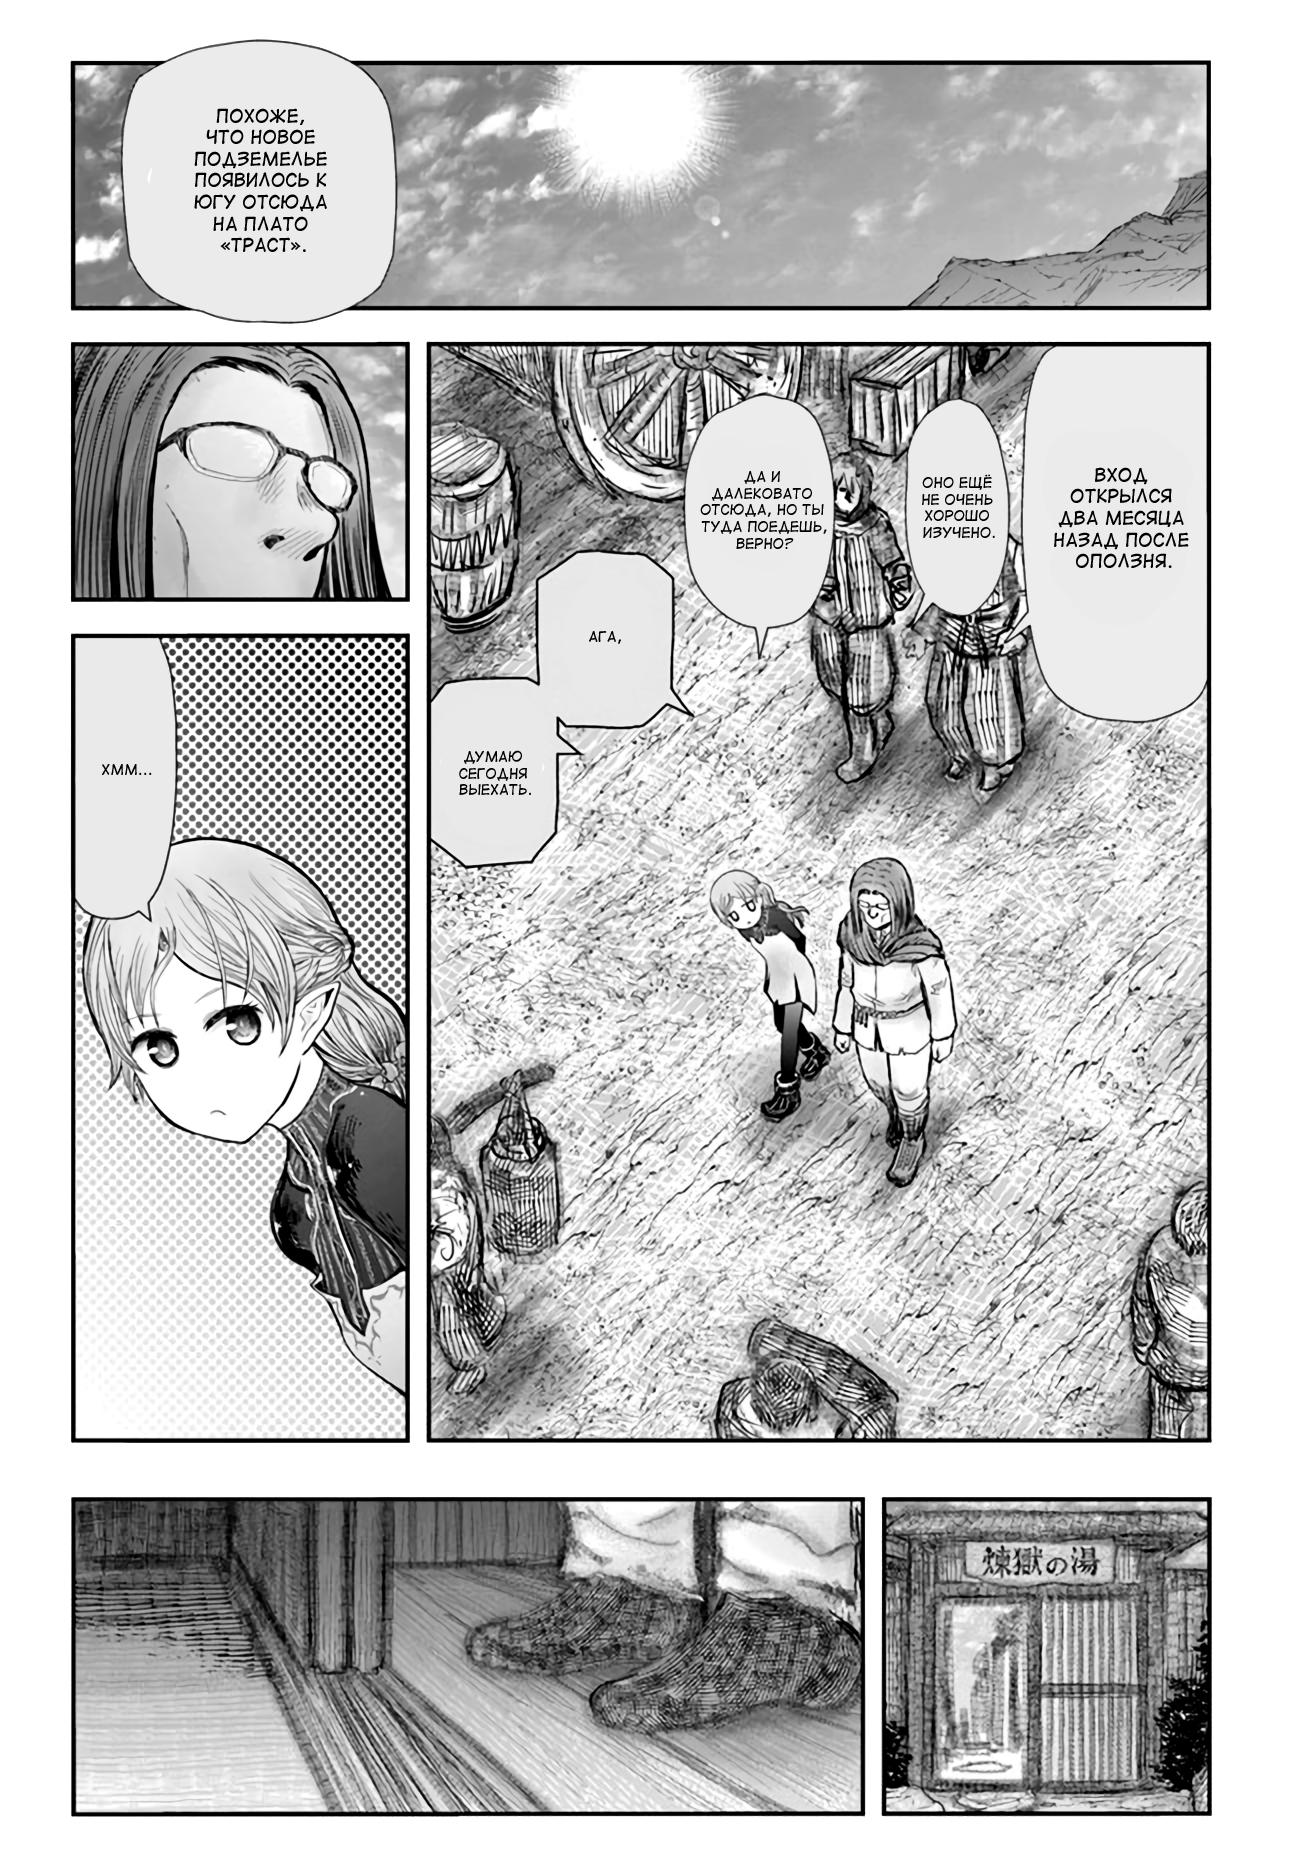 ПОХОЖЕ,
ЧТО НОВОЕ
ПОДЗЕМЕЛЬЕ
ПОЯВИЛОСЬ К
ЮГУ ОТСЮДА
НА ПЛАТО
«ТРАСТ».
ВХОД
ОТКРЫЛСЯ
ДВА МЕСЯЦА
НАЗАД ПОСЛЕ
ОПОЛЗНЯ.
ОНО ЕЩЁ
НЕ ОЧЕНЬ
ХОРОШО
ИЗУЧЕНО.
ДА И
ДАЛЕКОВАТО
ОТСЮДА, НО ТЫ
ТУДА ПОЕДЕШЬ,
ВЕРНО?
АГА,
ДУМАЮ
СЕГОДНЯ
ВЫЕХАТЬ.
ХММ...
煉獄の湯